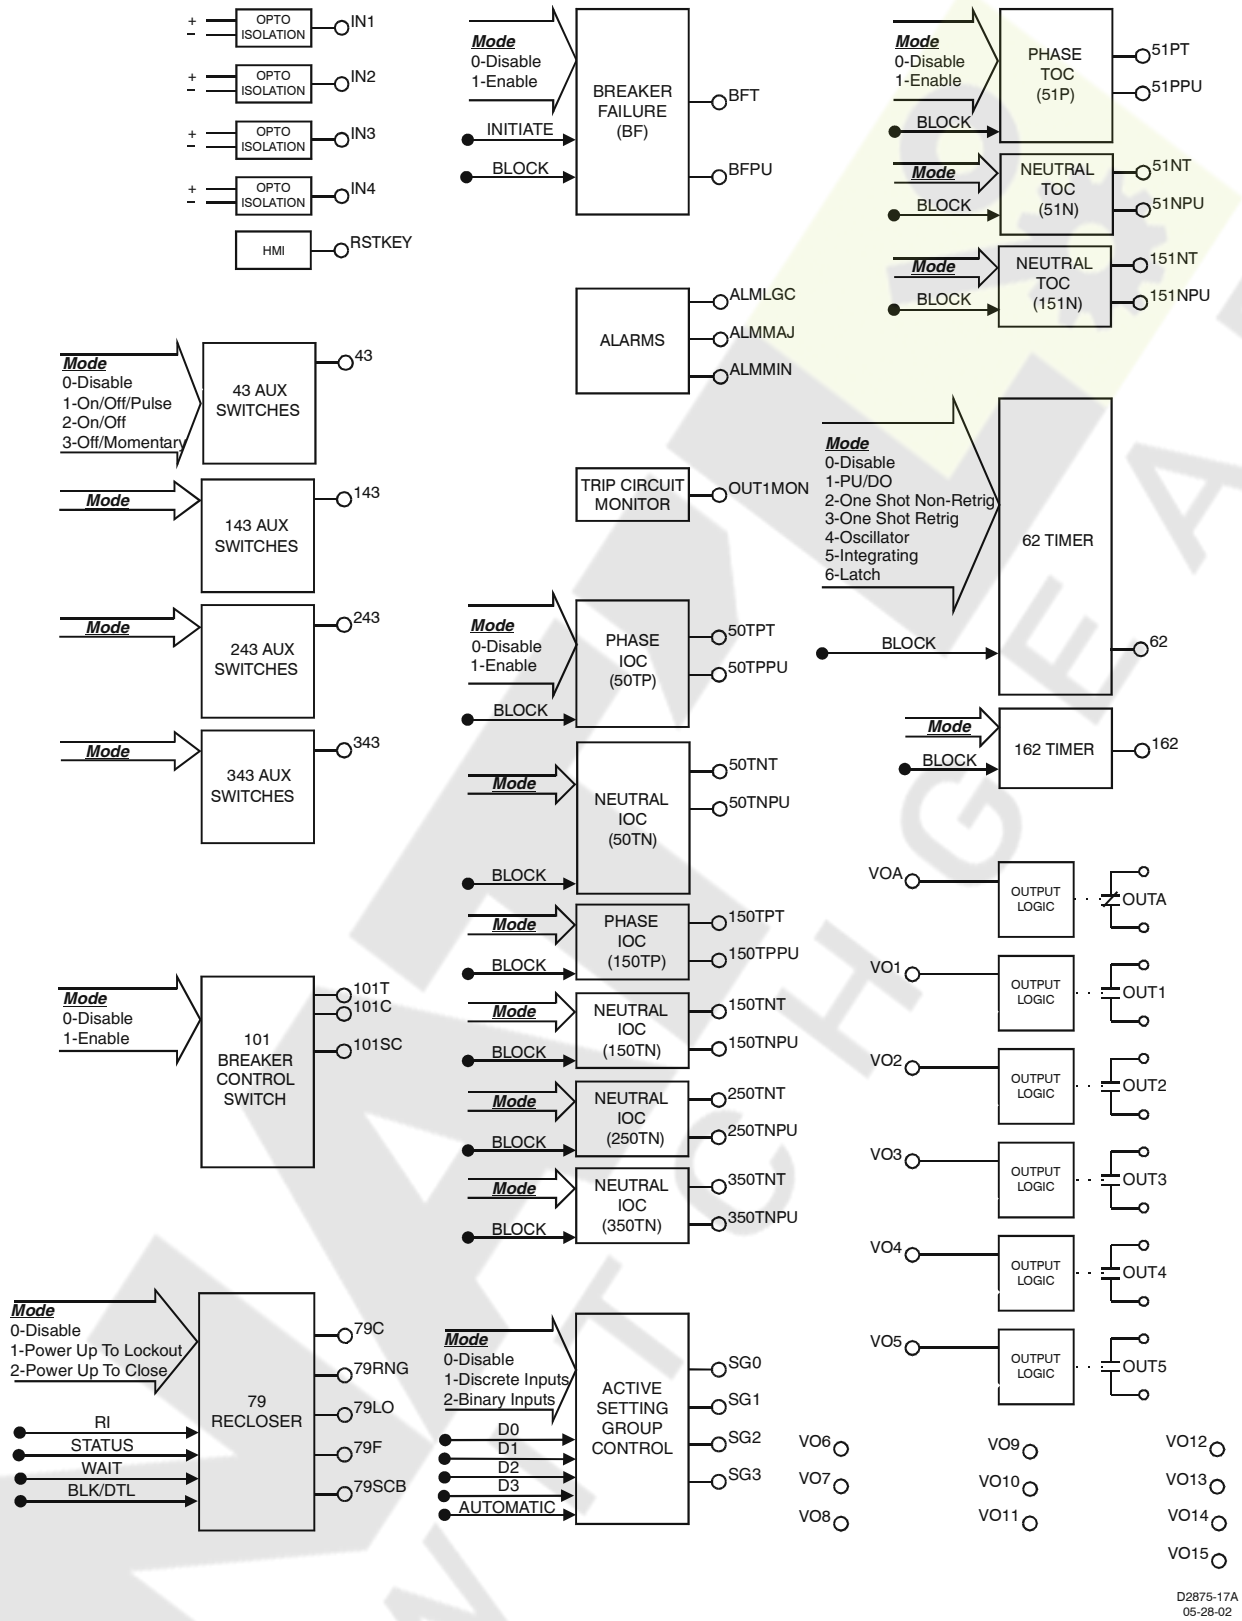 +
−
OPTO
ISOLATION
IN1
+
−
OPTO
ISOLATION
IN2
+
−
OPTO
ISOLATION
IN3
+
−
OPTO
ISOLATION
IN4
HMI
RSTKEY
Mode
0-Disable
1-On/Off/Pulse
2-On/Off
3-Off/Momentary
43 AUX
SWITCHES
43
Mode
143 AUX
SWITCHES
143
Mode
243 AUX
SWITCHES
243
Mode
343 AUX
SWITCHES
343
Mode
0-Disable
1-Enable
101
BREAKER
CONTROL
SWITCH
101T
101C
101SC
Mode
0-Disable
1-Power Up To Lockout
2-Power Up To Close
RI
STATUS
WAIT
BLK/DTL
79
RECLOSER
79C
79RNG
79LO
79F
79SCB
Mode
0-Disable
1-Enable
INITIATE
BLOCK
BREAKER
FAILURE
(BF)
BFT
BFPU
ALARMS
ALMLGC
ALMMAJ
ALMMIN
TRIP CIRCUIT
MONITOR
OUT1MON
Mode
0-Disable
1-Enable
BLOCK
PHASE
IOC
(50TP)
50TPT
50TPPU
Mode
BLOCK
NEUTRAL
IOC
(50TN)
50TNT
50TNPU
Mode
BLOCK
PHASE
IOC
(150TP)
150TPT
150TPPU
Mode
BLOCK
NEUTRAL
IOC
(150TN)
150TNT
150TNPU
Mode
BLOCK
NEUTRAL
IOC
(250TN)
250TNT
250TNPU
Mode
BLOCK
NEUTRAL
IOC
(350TN)
350TNT
350TNPU
Mode
0-Disable
1-Discrete Inputs
2-Binary Inputs
D0
D1
D2
D3
AUTOMATIC
ACTIVE
SETTING
GROUP
CONTROL
SG0
SG1
SG2
SG3
Mode
0-Disable
1-Enable
BLOCK
PHASE
TOC
(51P)
51PT
51PPU
Mode
BLOCK
NEUTRAL
TOC
(51N)
51NT
51NPU
Mode
BLOCK
NEUTRAL
TOC
(151N)
151NT
151NPU
Mode
0-Disable
1-PU/DO
2-One Shot Non-Retrig
3-One Shot Retrig
4-Oscillator
5-Integrating
6-Latch
BLOCK
62 TIMER
62
Mode
BLOCK
162 TIMER
162
VOA
OUTPUT
LOGIC
OUTA
VO1
OUTPUT
LOGIC
OUT1
VO2
OUTPUT
LOGIC
OUT2
VO3
OUTPUT
LOGIC
OUT3
VO4
OUTPUT
LOGIC
OUT4
VO5
OUTPUT
LOGIC
OUT5
VO6
VO7
VO8
VO9
VO10
VO11
VO12
VO13
VO14
VO15
D2875-17A
05-28-02